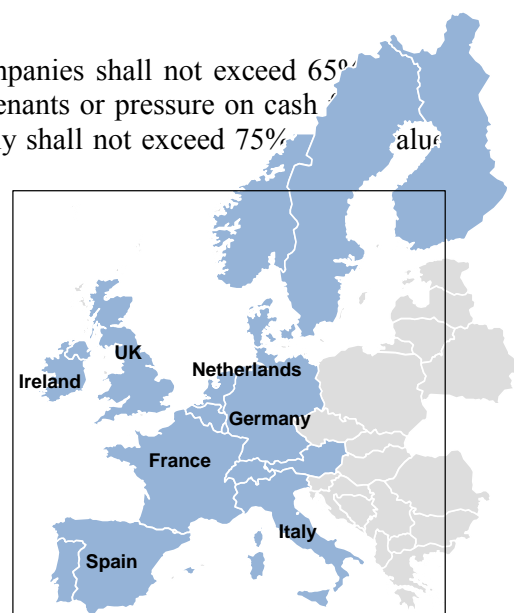 mpanies shall not exceed 65%
enants or pressure on cash
y shall not exceed 75%
UK
Ireland
Netherlands
Germany
France
Italy
Spain